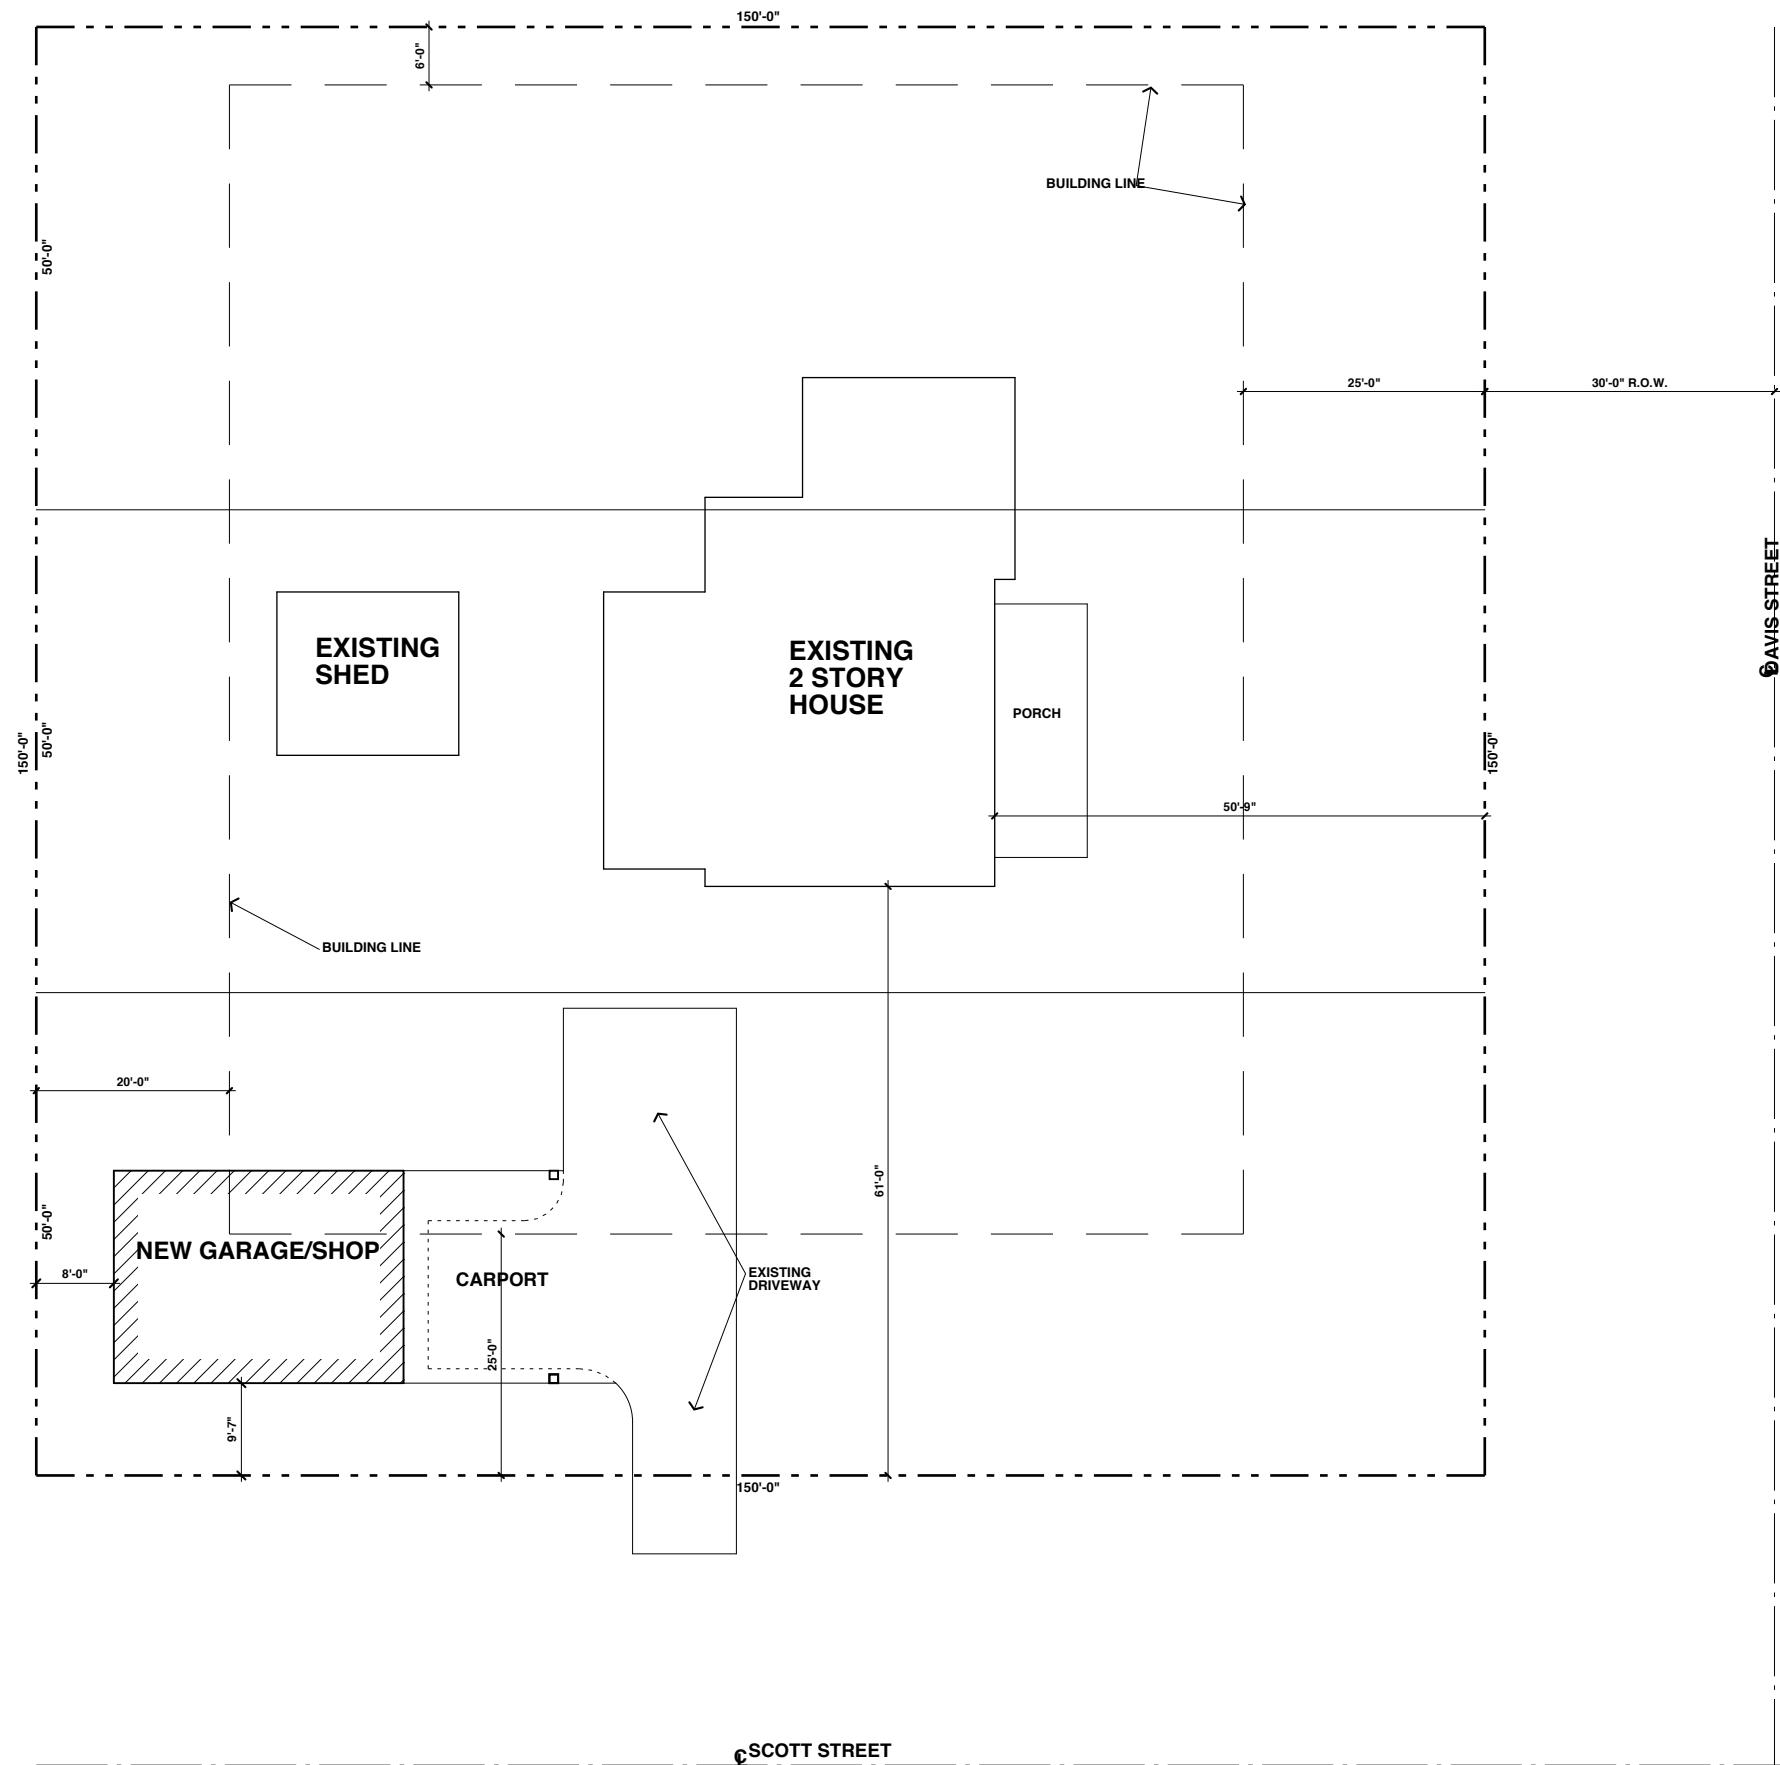 150'-0"
6'-0"
BUILDING LINE
50'-0"
25'-0"
30'-0" R.O.W.
℄ DAVIS STREET
EXISTING
SHED
EXISTING
2 STORY
HOUSE
PORCH
150'-0"
50'-0"
150'-0"
50'-9"
BUILDING LINE
20'-0"
61'-0"
50'-0"
NEW GARAGE/SHOP
8'-0"
CARPORT
EXISTING
DRIVEWAY
25'-0"
9'-7"
150'-0"
℄ SCOTT STREET